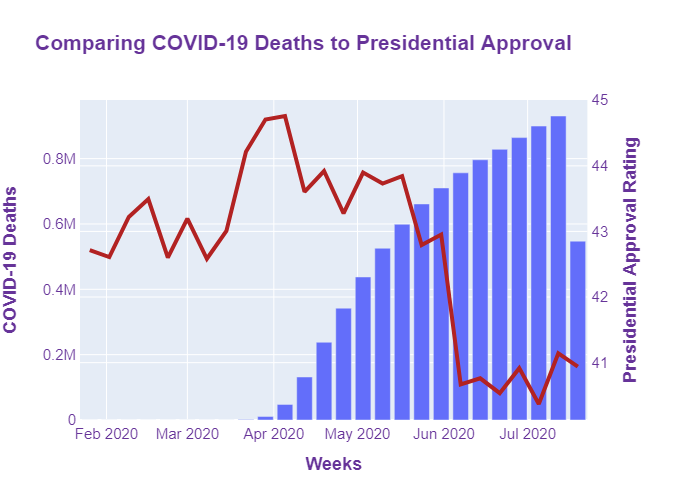 Comparing COVID-19 Deaths to Presidential Approval
45
0.8M
44
0.6M
43
0.4M
42
0.2M
41
0
COVID-19 Deaths
Presidential Approval Rating
Feb 2020 Mar 2020 Apr 2020 May 2020 Jun 2020 Jul 2020
Weeks